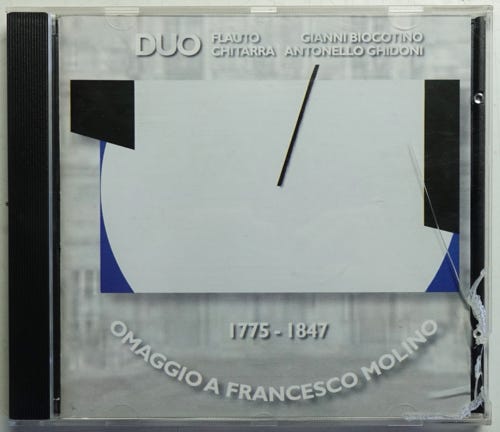 DUO FLAUTO GIANNI BIOCOTINO
CHITARRA ANTONELLO GHIDONI
1775 - 1847
OMAGGIO A FRANCESCO MOLINO